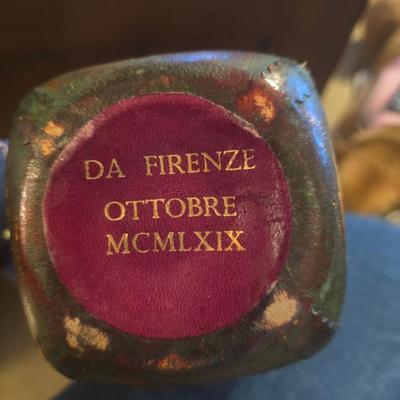 DA FIRENZE
OTTOBRE
MCMLXIX